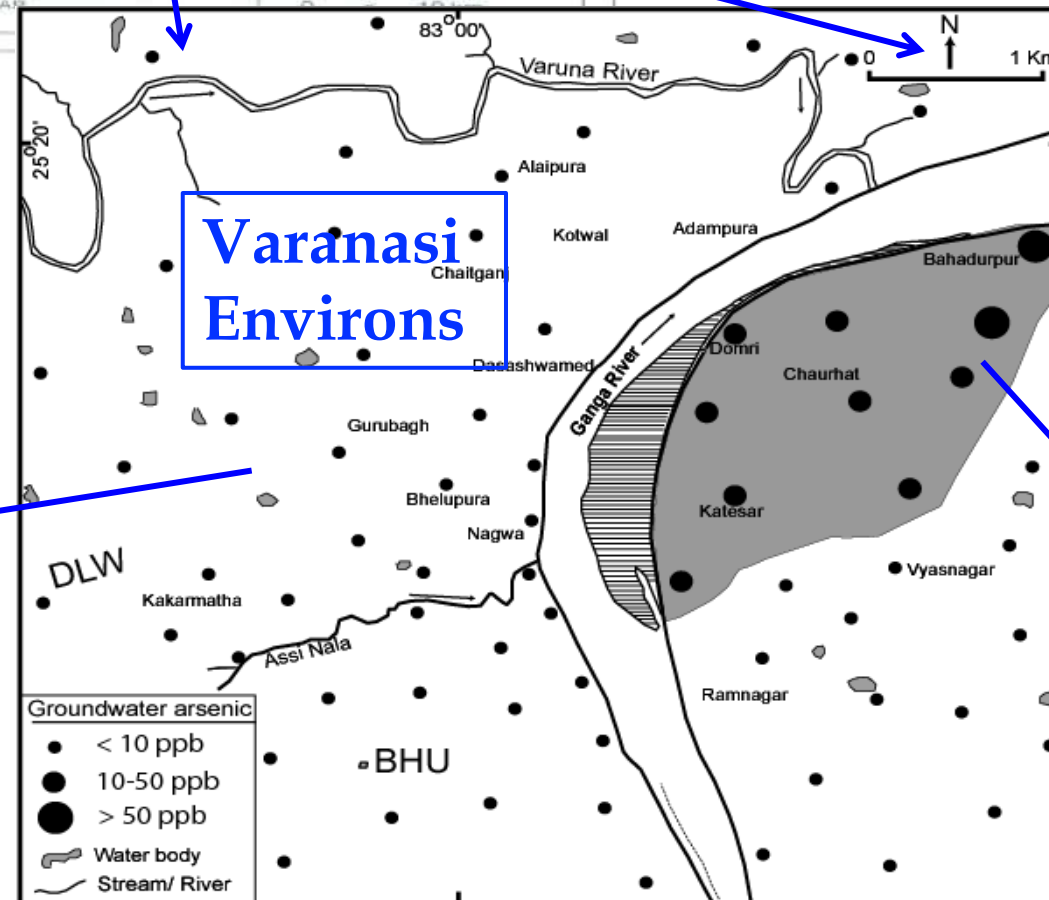 83°00'
N
0 1 Km
Varuna River
25°20'
Alaipura
Varanasi
Environs
Kotwal
Adampura
Chaitganj
Bahadurpur
Dasashwamed
Ganga River
Domri
Chaurhat
Gurubagh
Bhelupura
Katesar
Nagwa
DLW
Vyasnagar
Kakarmatha
Assi Nala
Ramnagar
BHU
Groundwater arsenic
< 10 ppb
10-50 ppb
> 50 ppb
Water body
Stream/ River